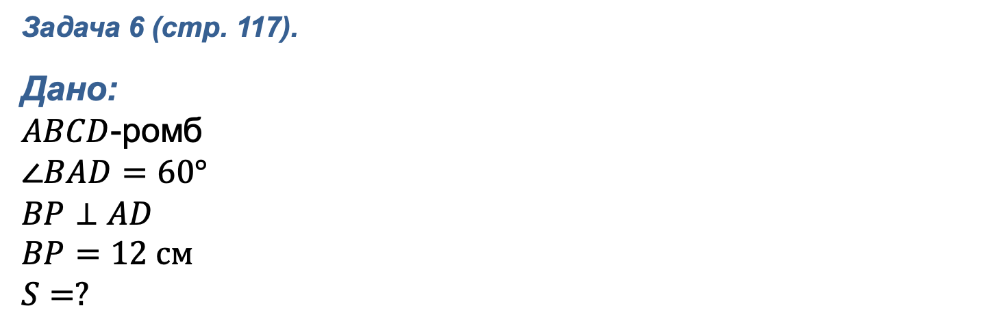 Задача 6 (стр. 117).
Дано:
ABCD-ромб
∠BAD = 60°
BP ⊥ AD
BP = 12 см
S =?